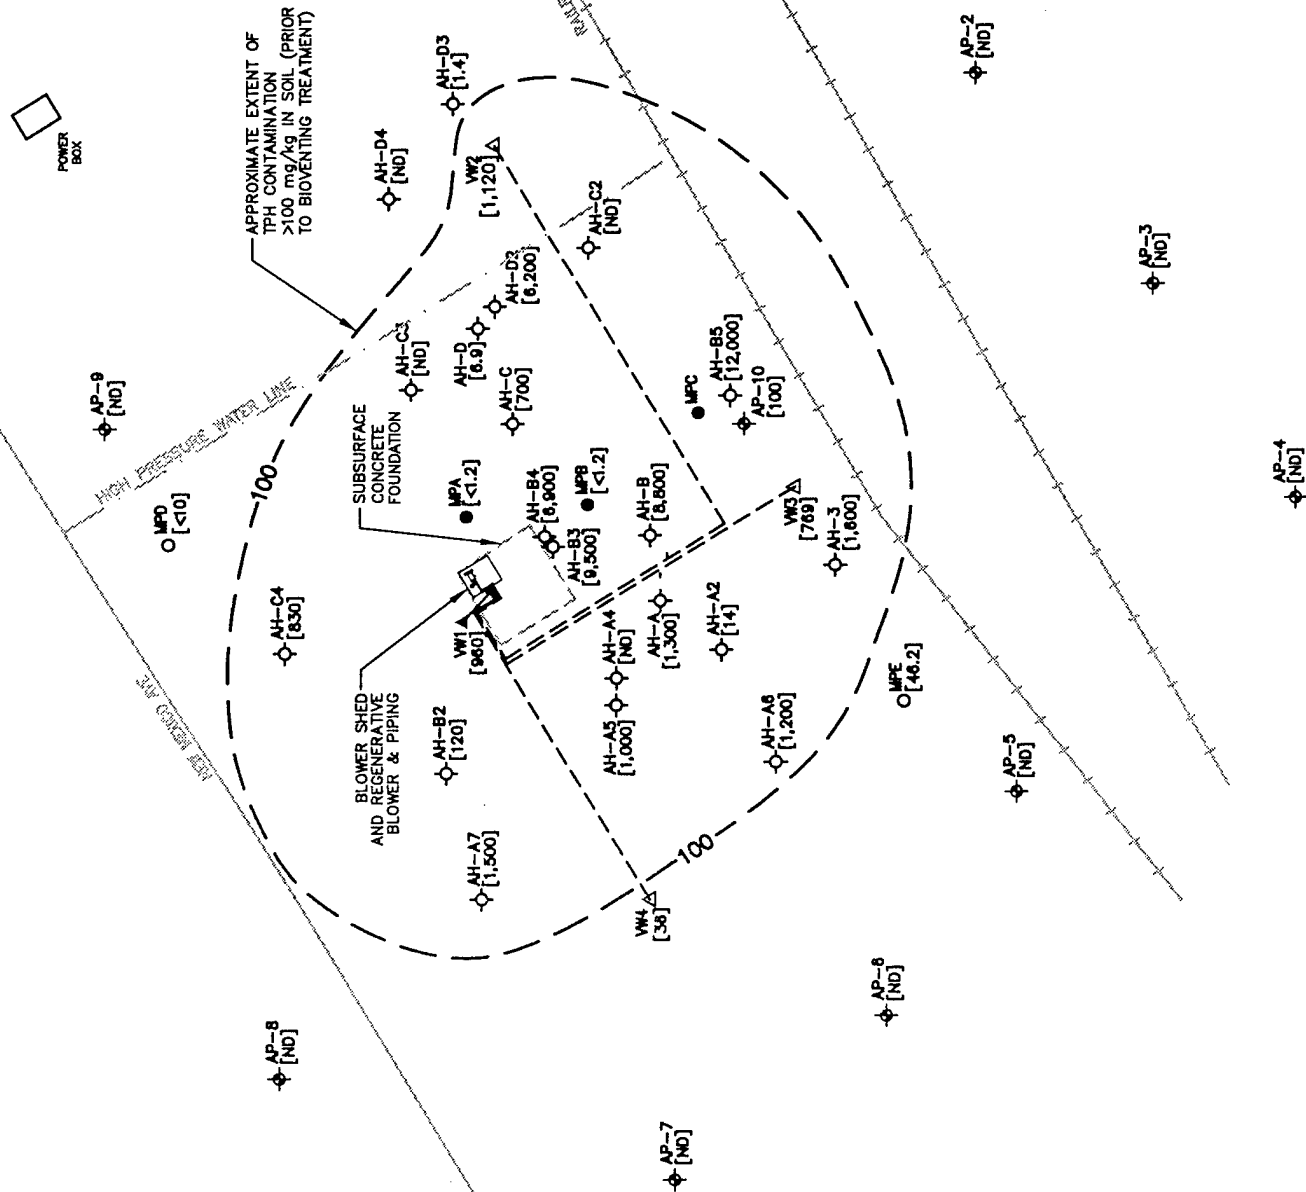 POWER
BOX
APPROXIMATE EXTENT OF
TPH CONTAMINATION
>100 mg/kg IN SOIL (PRIOR
TO BIOVENTING TREATMENT)
AH-D3
[1.4]
AP-2
[ND]
AH-D4
[ND]
VW2
[1,120]
AH-C2
[ND]
AP-3
[ND]
AH-D2
[6,200]
AH-D
[6.9]
AH-C3
[ND]
AH-C
[700]
AP-9
[ND]
HIGH PRESSURE WATER LINE
AH-B5
[12,000]
AP-10
[100]
MPC
SUBSURFACE
CONCRETE
FOUNDATION
100
MPA
[<1.2]
AH-B4
[6,900]
MPB
[<1.2]
AH-B
[8,800]
AH-B3
[9,500]
VW3
[769]
AH-3
[1,600]
AP-4
[ND]
MPD
[<10]
AH-C4
[830]
VW1
[960]
AH-A4
[ND]
AH-A
[1,300]
AH-A2
[14]
MPE
[46.2]
NEW MEXICO AVE.
BLOWER SHED
AND REGENERATIVE
BLOWER & PIPING
AH-B2
[120]
AH-A5
[1,000]
AH-A6
[1,200]
AP-5
[ND]
AH-A7
[1,500]
100
VW4
[36]
AP-6
[ND]
AP-8
[ND]
AP-7
[ND]